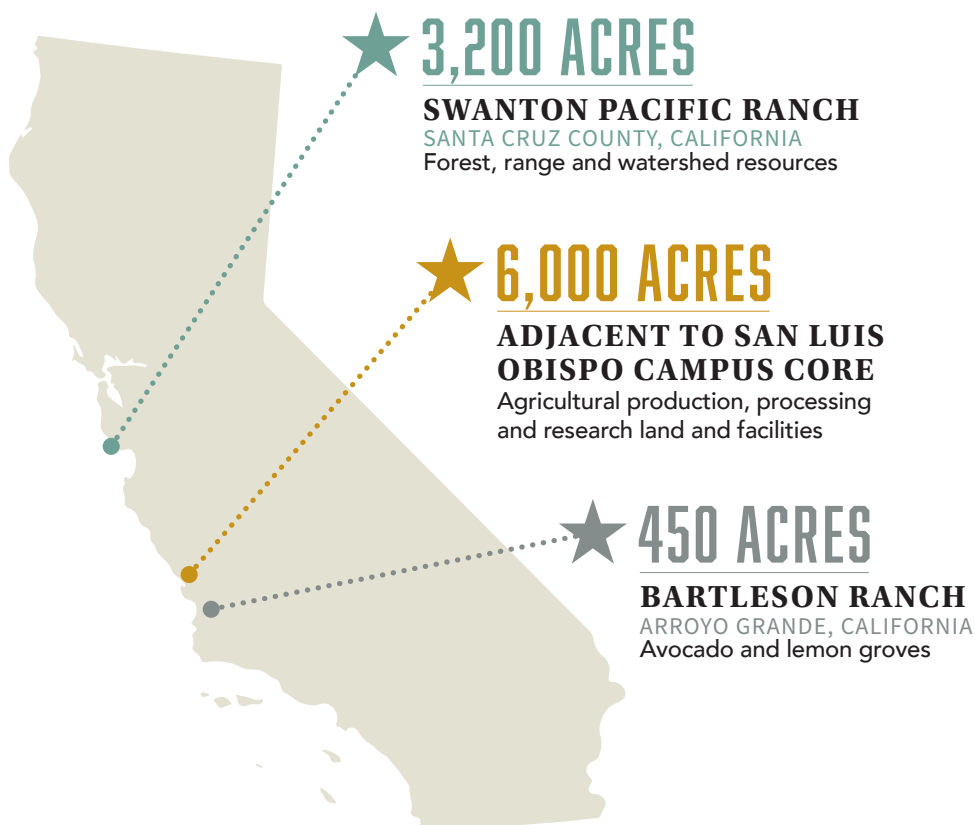 3,200 ACRES
SWANTON PACIFIC RANCH
SANTA CRUZ COUNTY, CALIFORNIA
Forest, range and watershed resources
6,000 ACRES
ADJACENT TO SAN LUIS
OBISPO CAMPUS CORE
Agricultural production, processing
and research land and facilities
450 ACRES
BARTLESON RANCH
ARROYO GRANDE, CALIFORNIA
Avocado and lemon groves